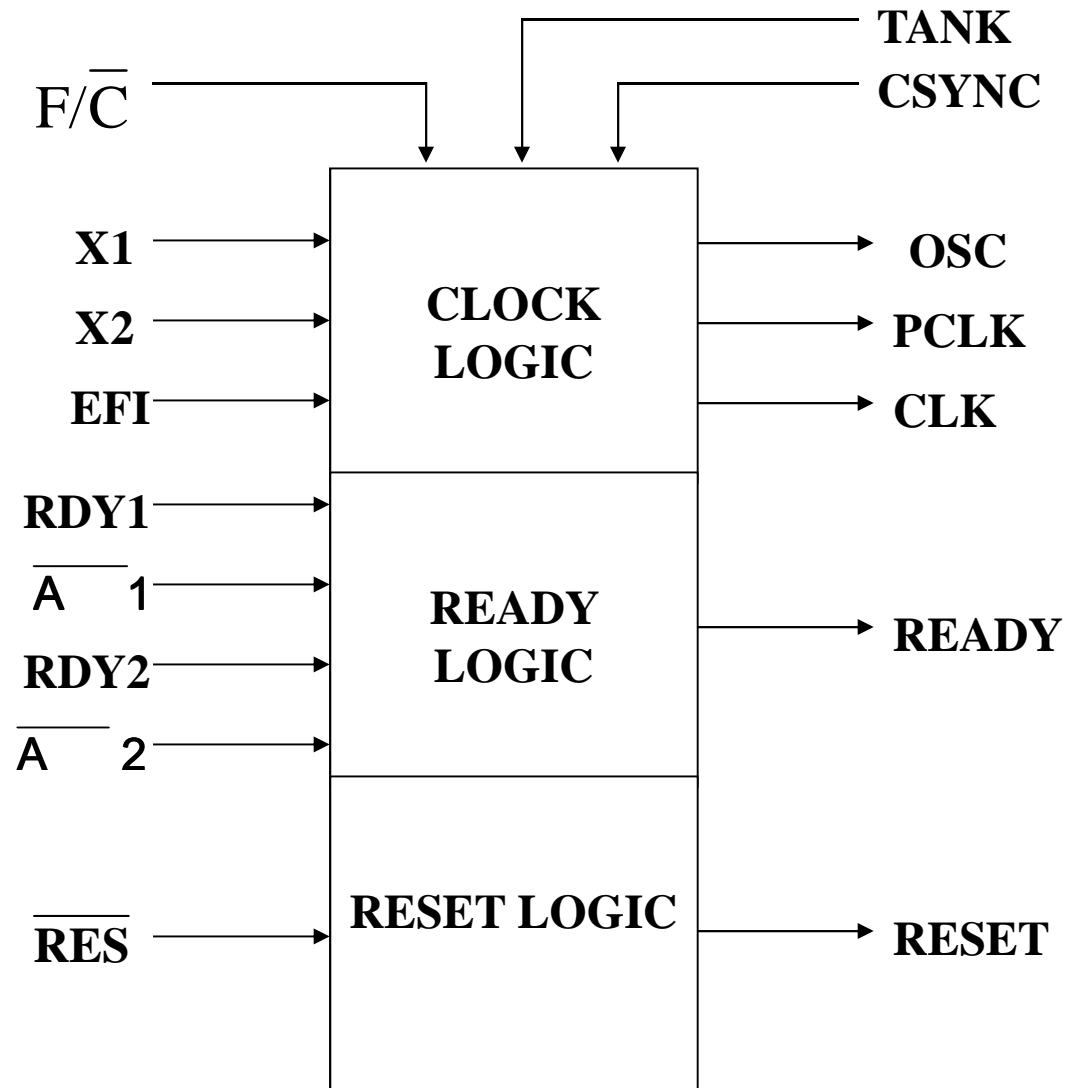 TANK
F/C̅
CSYNC
X1
OSC
CLOCK
LOGIC
X2
PCLK
EFI
CLK
RDY1
A̅ 1
READY
LOGIC
READY
RDY2
A̅ 2
RESET LOGIC
R̅E̅S̅
RESET